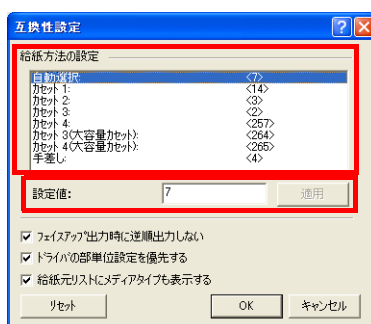 互換性設定
給紙方法の設定
自動選択: <7>
カセット 1: <14>
カセット 2: <3>
カセット 3: <2>
カセット 4: <257>
カセット 3(大容量カセット): <264>
カセット 4(大容量カセット): <265>
手差し: <4>
設定値: 7 適用
フェイスアップ出力時に逆順出力しない
ドライバの部単位設定を優先する
給紙元リストにメディアタイプも表示する
リセット OK キャンセル